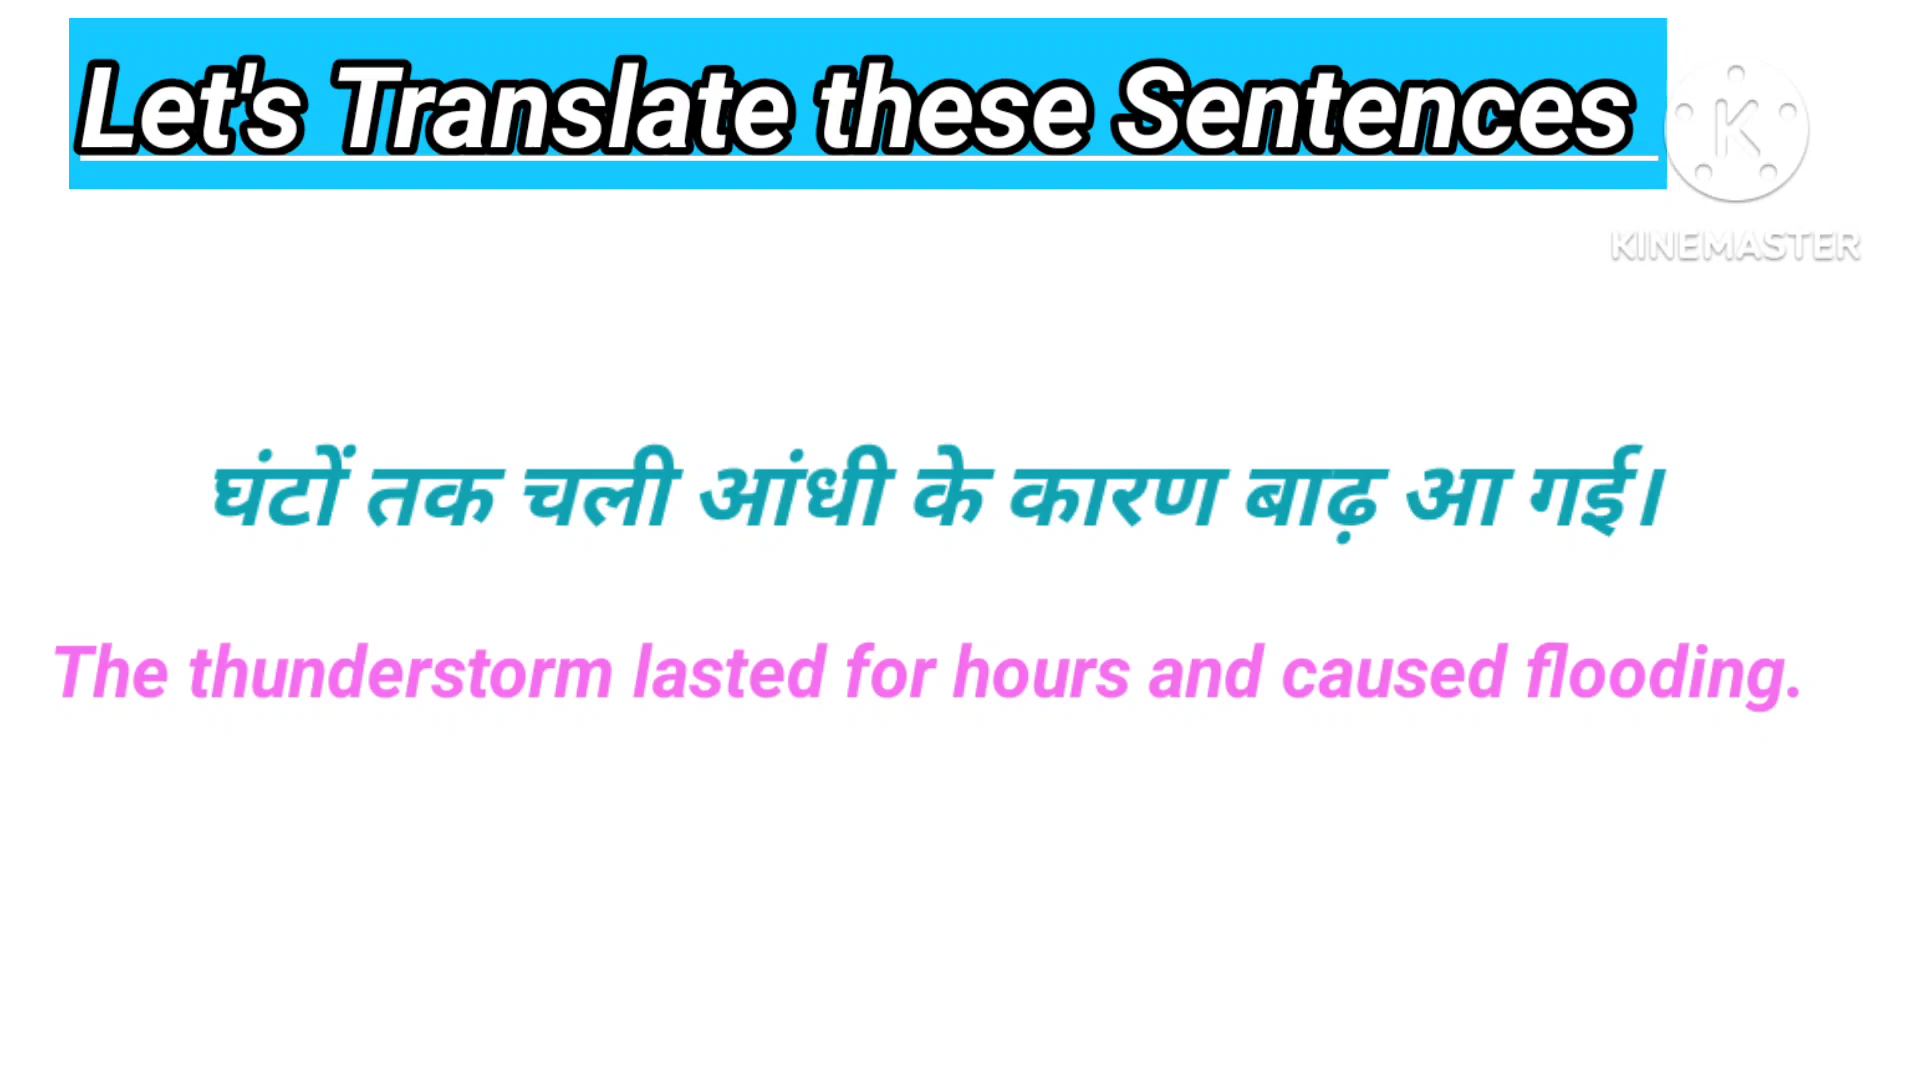 Let's Translate these Sentences
K
KINEMASTER
घंटों तक चली आंधी के कारण बाढ़ आ गई।
The thunderstorm lasted for hours and caused flooding.